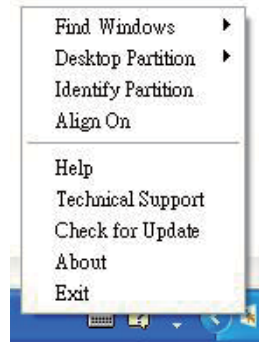 Find Windows
Desktop Partition
Identify Partition
Align On
Help
Technical Support
Check for Update
About
Exit